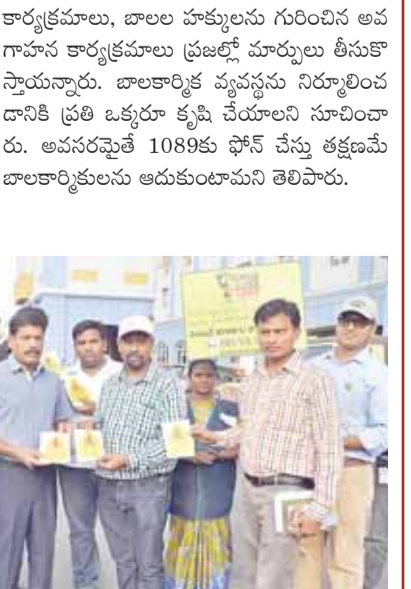 కార్యక్రమాలు, బాలల హక్కులను గురించిన అవ
గాహన కార్యక్రమాలు ప్రజల్లో మార్పులు తీసుకొ
స్తాయన్నారు. బాలకార్మిక వ్యవస్థను నిర్మూలించ
డానికి ప్రతి ఒక్కరూ కృషి చేయాలని సూచించా
రు. అవసరమైతే 1089కు ఫోన్ చేస్తు తక్షణమే
బాలకార్మికులను ఆదుకుంటామని తెలిపారు.